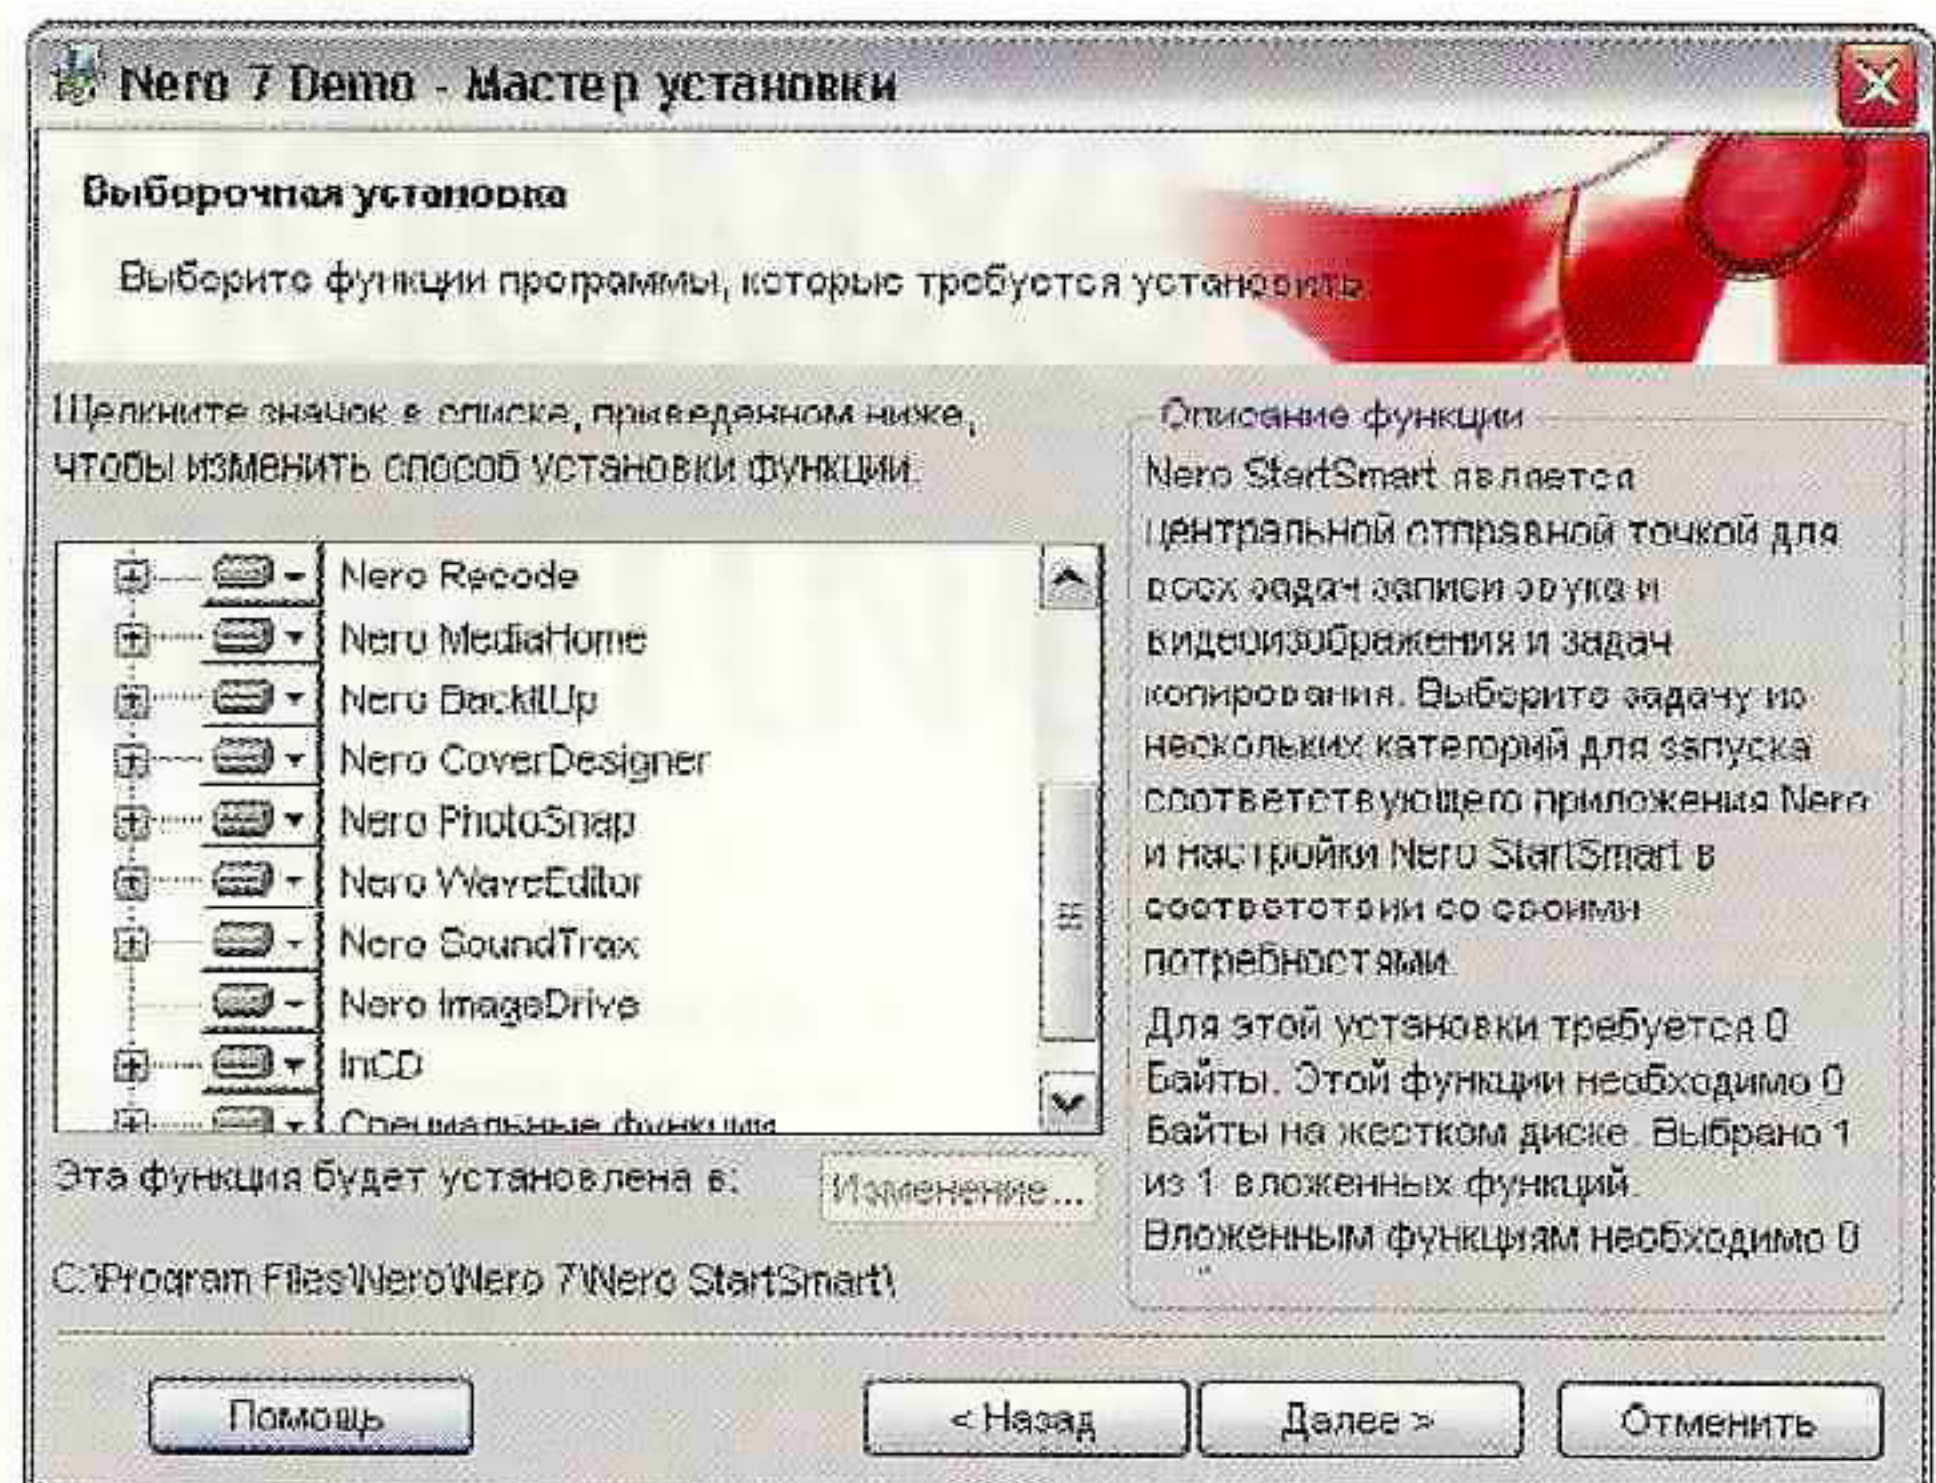 Nero 7 Demo - Мастер установки
Выборочная установка
Выберите функции программы, которые требуется установить.
Щелкните значок в списке, приведенном ниже,
чтобы изменить способ установки функции.
Nero Recode
Nero MediaHome
Nero BackItUp
Nero CoverDesigner
Nero PhotoSnap
Nero WaveEditor
Nero SoundTrax
Nero ImageDrive
InCD
Специальные функции
Эта функция будет установлена в:
Изменение...
C:\Program Files\Nero\Nero 7\Nero StartSmart\
Описание функции
Nero StartSmart является
центральной отправной точкой для
всех задач записи звука и
видеоизображения и задач
копирования. Выберите задачу из
нескольких категорий для запуска
соответствующего приложения Nero
и настройки Nero StartSmart в
соответствии со своими
потребностями.
Для этой установки требуется 0
Байты. Этой функции необходимо 0
Байты на жестком диске. Выбрано 1
из 1 вложенных функций.
Вложенным функциям необходимо 0
Помощь
< Назад
Далее >
Отменить